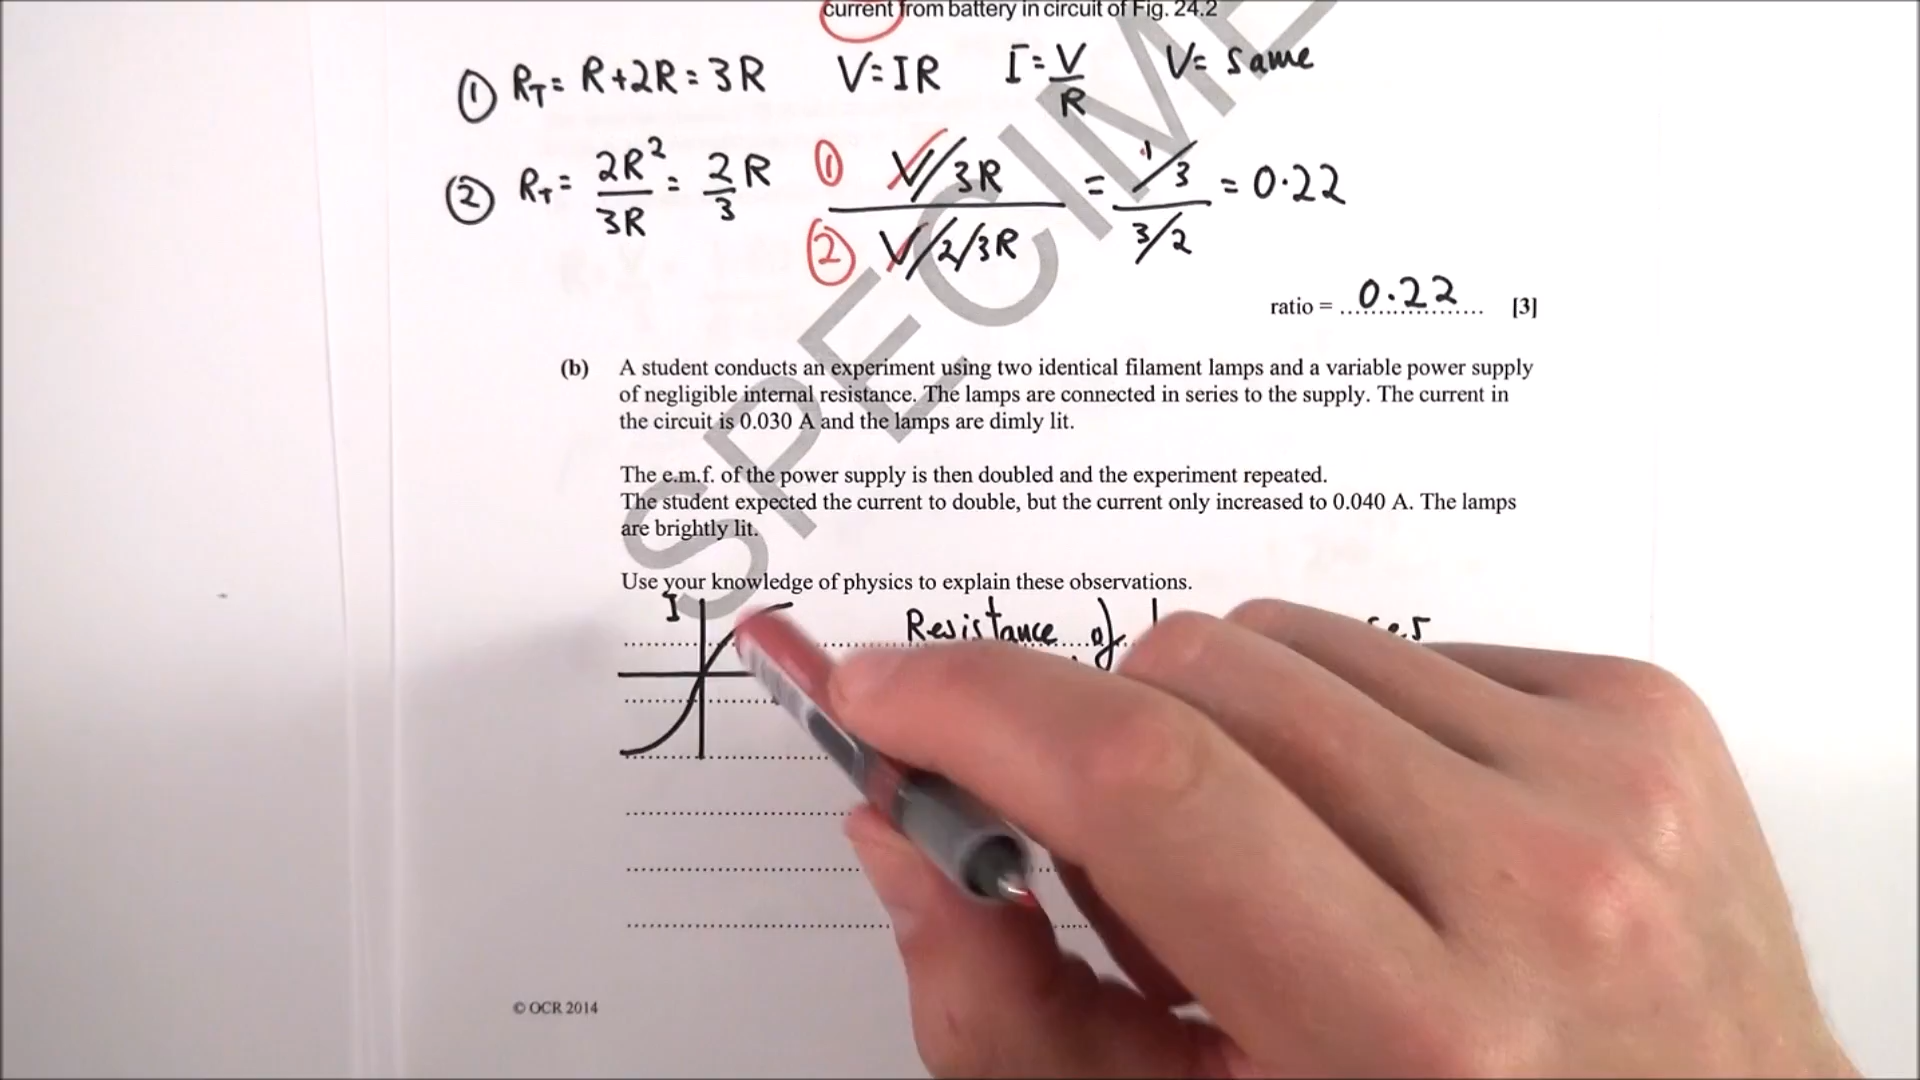 current from battery in circuit of Fig. 24.2
① R_T = R+2R = 3R V=IR I = V/R V= Same
② R_T = 2R²/3R = 2/3 R ① V/3R / ② V/2/3R = 1/3 / 3/2 = 0.22
ratio = 0.22 [3]
(b) A student conducts an experiment using two identical filament lamps and a variable power supply
of negligible internal resistance. The lamps are connected in series to the supply. The current in
the circuit is 0.030 A and the lamps are dimly lit.
The e.m.f. of the power supply is then doubled and the experiment repeated.
The student expected the current to double, but the current only increased to 0.040 A. The lamps
are brightly lit.
Use your knowledge of physics to explain these observations.
I
Resistance of
© OCR 2014
SPECIME